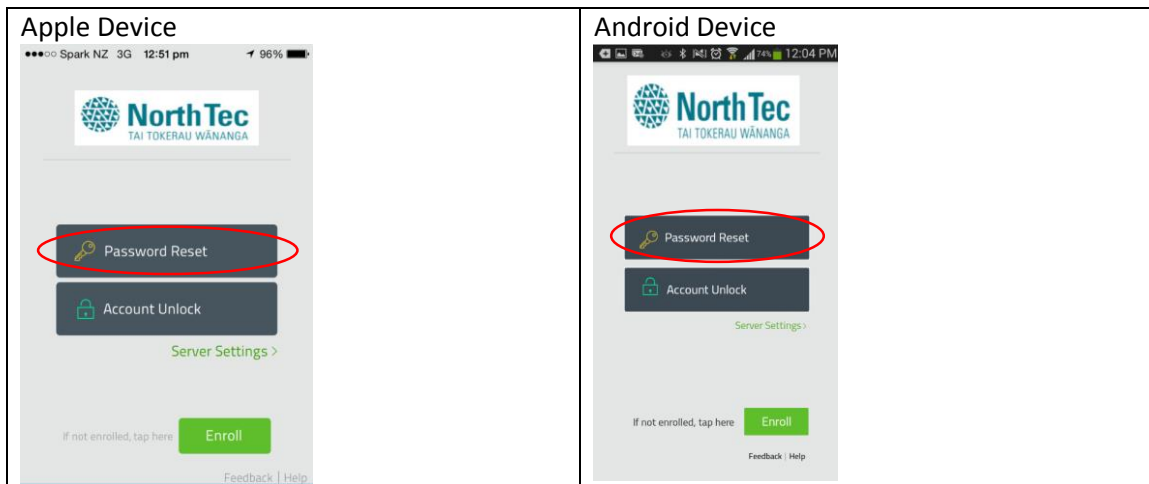 Apple Device
Spark NZ 3G 12:51 pm 96%
NorthTec
TAI TOKERAU WĀNANGA
Password Reset
Account Unlock
Server Settings >
If not enrolled, tap here Enroll
Feedback | Help
Android Device
74% 12:04 PM
NorthTec
TAI TOKERAU WĀNANGA
Password Reset
Account Unlock
Server Settings >
If not enrolled, tap here Enroll
Feedback | Help